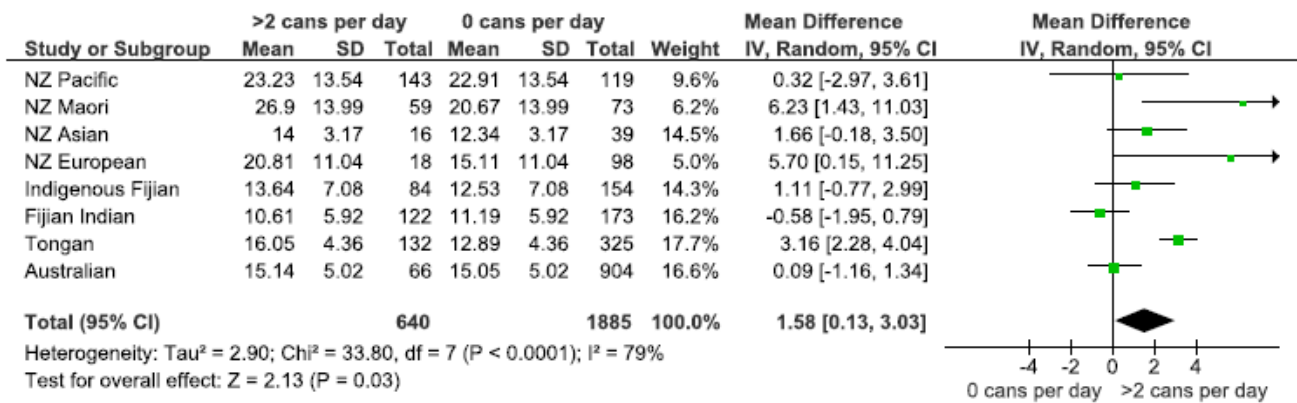 >2 cans per day 0 cans per day Mean Difference Mean Difference
Study or Subgroup Mean SD Total Mean SD Total Weight IV, Random, 95% CI IV, Random, 95% CI
NZ Pacific 23.23 13.54 143 22.91 13.54 119 9.6% 0.32 [-2.97, 3.61]
NZ Maori 26.9 13.99 59 20.67 13.99 73 6.2% 6.23 [1.43, 11.03]
NZ Asian 14 3.17 16 12.34 3.17 39 14.5% 1.66 [-0.18, 3.50]
NZ European 20.81 11.04 18 15.11 11.04 98 5.0% 5.70 [0.15, 11.25]
Indigenous Fijian 13.64 7.08 84 12.53 7.08 154 14.3% 1.11 [-0.77, 2.99]
Fijian Indian 10.61 5.92 122 11.19 5.92 173 16.2% -0.58 [-1.95, 0.79]
Tongan 16.05 4.36 132 12.89 4.36 325 17.7% 3.16 [2.28, 4.04]
Australian 15.14 5.02 66 15.05 5.02 904 16.6% 0.09 [-1.16, 1.34]
Total (95% CI) 640 1885 100.0% 1.58 [0.13, 3.03]
Heterogeneity: Tau² = 2.90; Chi² = 33.80, df = 7 (P < 0.0001); I² = 79%
Test for overall effect: Z = 2.13 (P = 0.03)
-4 -2 0 2 4
0 cans per day >2 cans per day